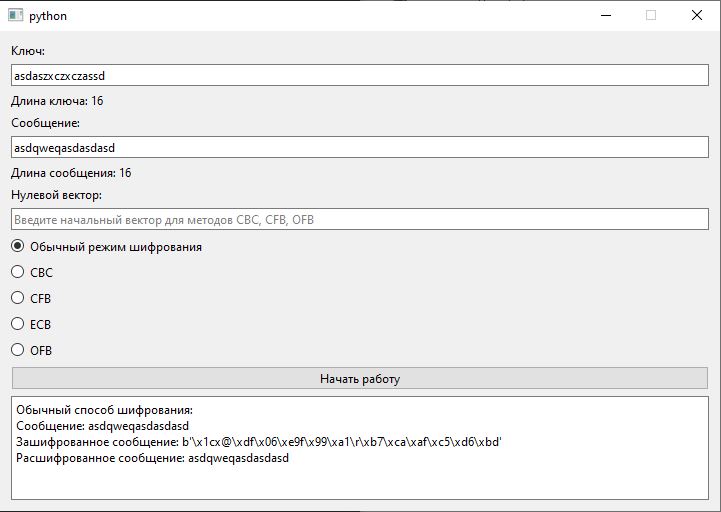 python
Ключ:
asdaszxczxczassd
Длина ключа: 16
Сообщение:
asdqweqasdasdasd
Длина сообщения: 16
Нулевой вектор:
Введите начальный вектор для методов CBC, CFB, OFB
Обычный режим шифрования
CBC
CFB
ECB
OFB
Начать работу
Обычный способ шифрования:
Сообщение: asdqweqasdasdasd
Зашифрованное сообщение: b'\x1cx@\xdf\x06\xe9f\x99\xa1\r\xb7\xca\xaf\xc5\xd6\xbd'
Расшифрованное сообщение: asdqweqasdasdasd